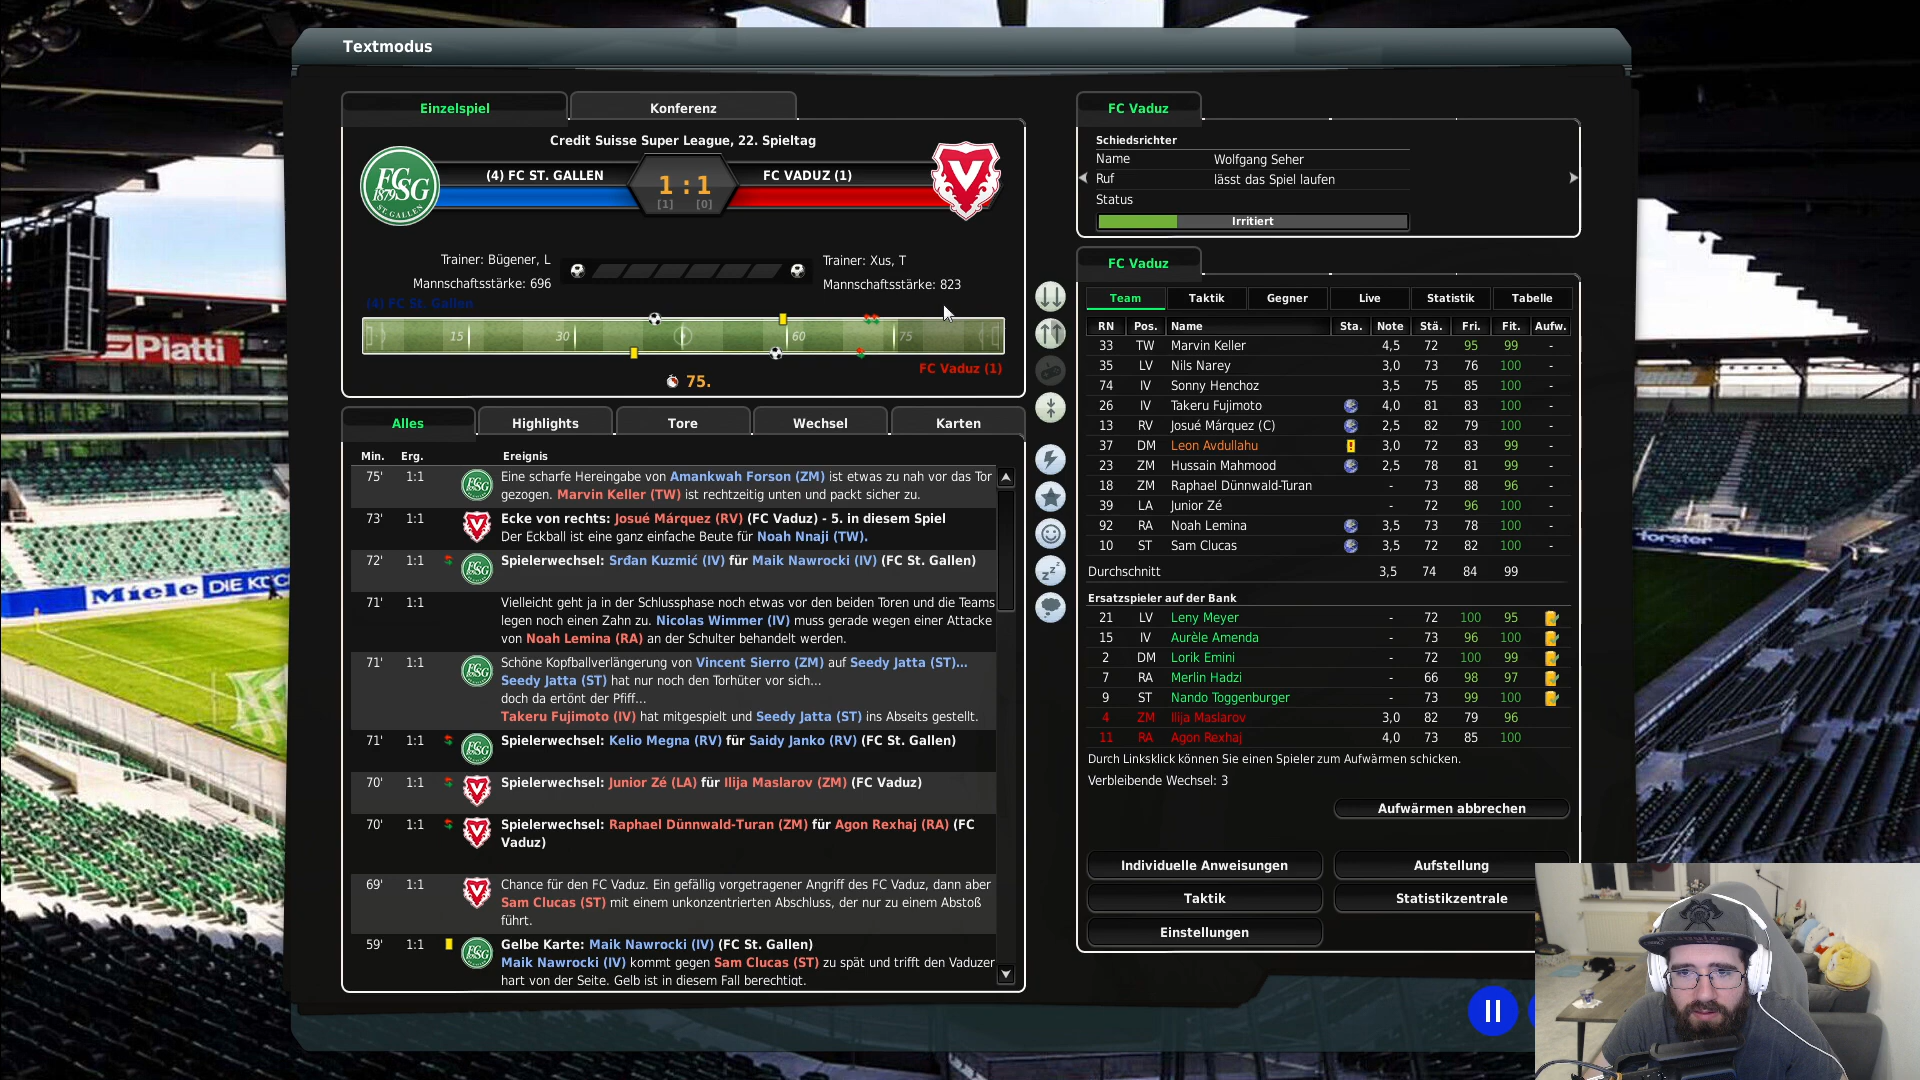 Textmodus
Einzelspiel
Konferenz
Credit Suisse Super League, 22. Spieltag
(4) FC ST. GALLEN
1 : 1
FC VADUZ (1)
[1] [0]
FCSG
1879
ST. GALLEN
Trainer: Bügener, L
Trainer: Xus, T
Mannschaftsstärke: 696
Mannschaftsstärke: 823
(4) FC St. Gallen
15 30 60 75
FC Vaduz (1)
75.
Alles Highlights Tore Wechsel Karten
Min. Erg. Ereignis
75' 1:1 Eine scharfe Hereingabe von Amankwah Forson (ZM) ist etwas zu nah vor das Tor
gezogen. Marvin Keller (TW) ist rechtzeitig unten und packt sicher zu.
73' 1:1 Ecke von rechts: Josué Márquez (RV) (FC Vaduz) - 5. in diesem Spiel
Der Eckball ist eine ganz einfache Beute für Noah Nnaji (TW).
72' 1:1 Spielerwechsel: Srđan Kuzmić (IV) für Maik Nawrocki (IV) (FC St. Gallen)
71' 1:1 Vielleicht geht ja in der Schlussphase noch etwas vor den beiden Toren und die Teams
legen noch einen Zahn zu. Nicolas Wimmer (IV) muss gerade wegen einer Attacke
von Noah Lemina (RA) an der Schulter behandelt werden.
71' 1:1 Schöne Kopfballverlängerung von Vincent Sierro (ZM) auf Seedy Jatta (ST)...
Seedy Jatta (ST) hat nur noch den Torhüter vor sich...
doch da ertönt der Pfiff...
Takeru Fujimoto (IV) hat mitgespielt und Seedy Jatta (ST) ins Abseits gestellt.
71' 1:1 Spielerwechsel: Kelio Megna (RV) für Saidy Janko (RV) (FC St. Gallen)
70' 1:1 Spielerwechsel: Junior Zé (LA) für Ilija Maslarov (ZM) (FC Vaduz)
70' 1:1 Spielerwechsel: Raphael Dünnwald-Turan (ZM) für Agon Rexhaj (RA) (FC
Vaduz)
69' 1:1 Chance für den FC Vaduz. Ein gefällig vorgetragener Angriff des FC Vaduz, dann aber
Sam Clucas (ST) mit einem unkonzentrierten Abschluss, der nur zu einem Abstoß
führt.
59' 1:1 Gelbe Karte: Maik Nawrocki (IV) (FC St. Gallen)
Maik Nawrocki (IV) kommt gegen Sam Clucas (ST) zu spät und trifft den Vaduzer
hart von der Seite. Gelb ist in diesem Fall berechtigt.
FC Vaduz
Schiedsrichter
Name Wolfgang Seher
Ruf lässt das Spiel laufen
Status
Irritiert
FC Vaduz
Team Taktik Gegner Live Statistik Tabelle
RN Pos. Name Sta. Note Stä. Fri. Fit. Aufw.
33 TW Marvin Keller 4,5 72 95 99 -
35 LV Nils Narey 3,0 73 76 100 -
74 IV Sonny Henchoz 3,5 75 85 100 -
26 IV Takeru Fujimoto 4,0 81 83 100 -
13 RV Josué Márquez (C) 2,5 82 79 100 -
37 DM Leon Avdullahu 3,0 72 83 99 -
23 ZM Hussain Mahmood 2,5 78 81 99 -
18 ZM Raphael Dünnwald-Turan - 73 88 96 -
39 LA Junior Zé - 72 96 100 -
92 RA Noah Lemina 3,5 73 78 100 -
10 ST Sam Clucas 3,5 72 82 100 -
Durchschnitt 3,5 74 84 99
Ersatzspieler auf der Bank
21 LV Leny Meyer - 72 100 95
15 IV Aurèle Amenda - 73 96 100
2 DM Lorik Emini - 72 100 99
7 RA Merlin Hadzi - 66 98 97
9 ST Nando Toggenburger - 73 99 100
4 ZM Ilija Maslarov 3,0 82 79 96
11 RA Agon Rexhaj 4,0 73 85 100
Durch Linksklick können Sie einen Spieler zum Aufwärmen schicken.
Verbleibende Wechsel: 3
Aufwärmen abbrechen
Individuelle Anweisungen
Aufstellung
Taktik
Statistikzentrale
Einstellungen
Piatti
Miele
DIE KÜC
forster